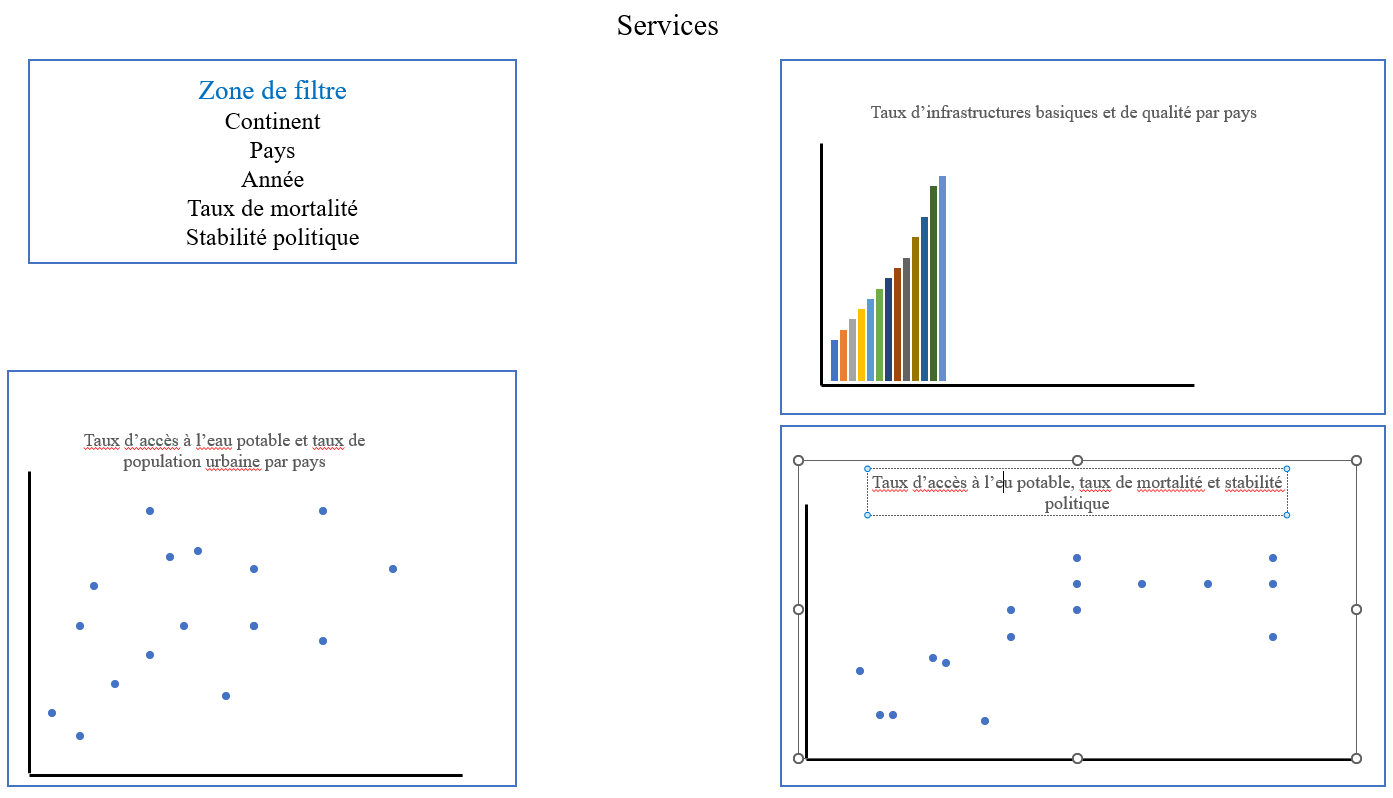 Services
Zone de filtre
Continent
Pays
Année
Taux de mortalité
Stabilité politique
Taux d’infrastructures basiques et de qualité par pays
Taux d’accès à l’eau potable et taux de
population urbaine par pays
Taux d’accès à l’eu potable, taux de mortalité et stabilité
politique